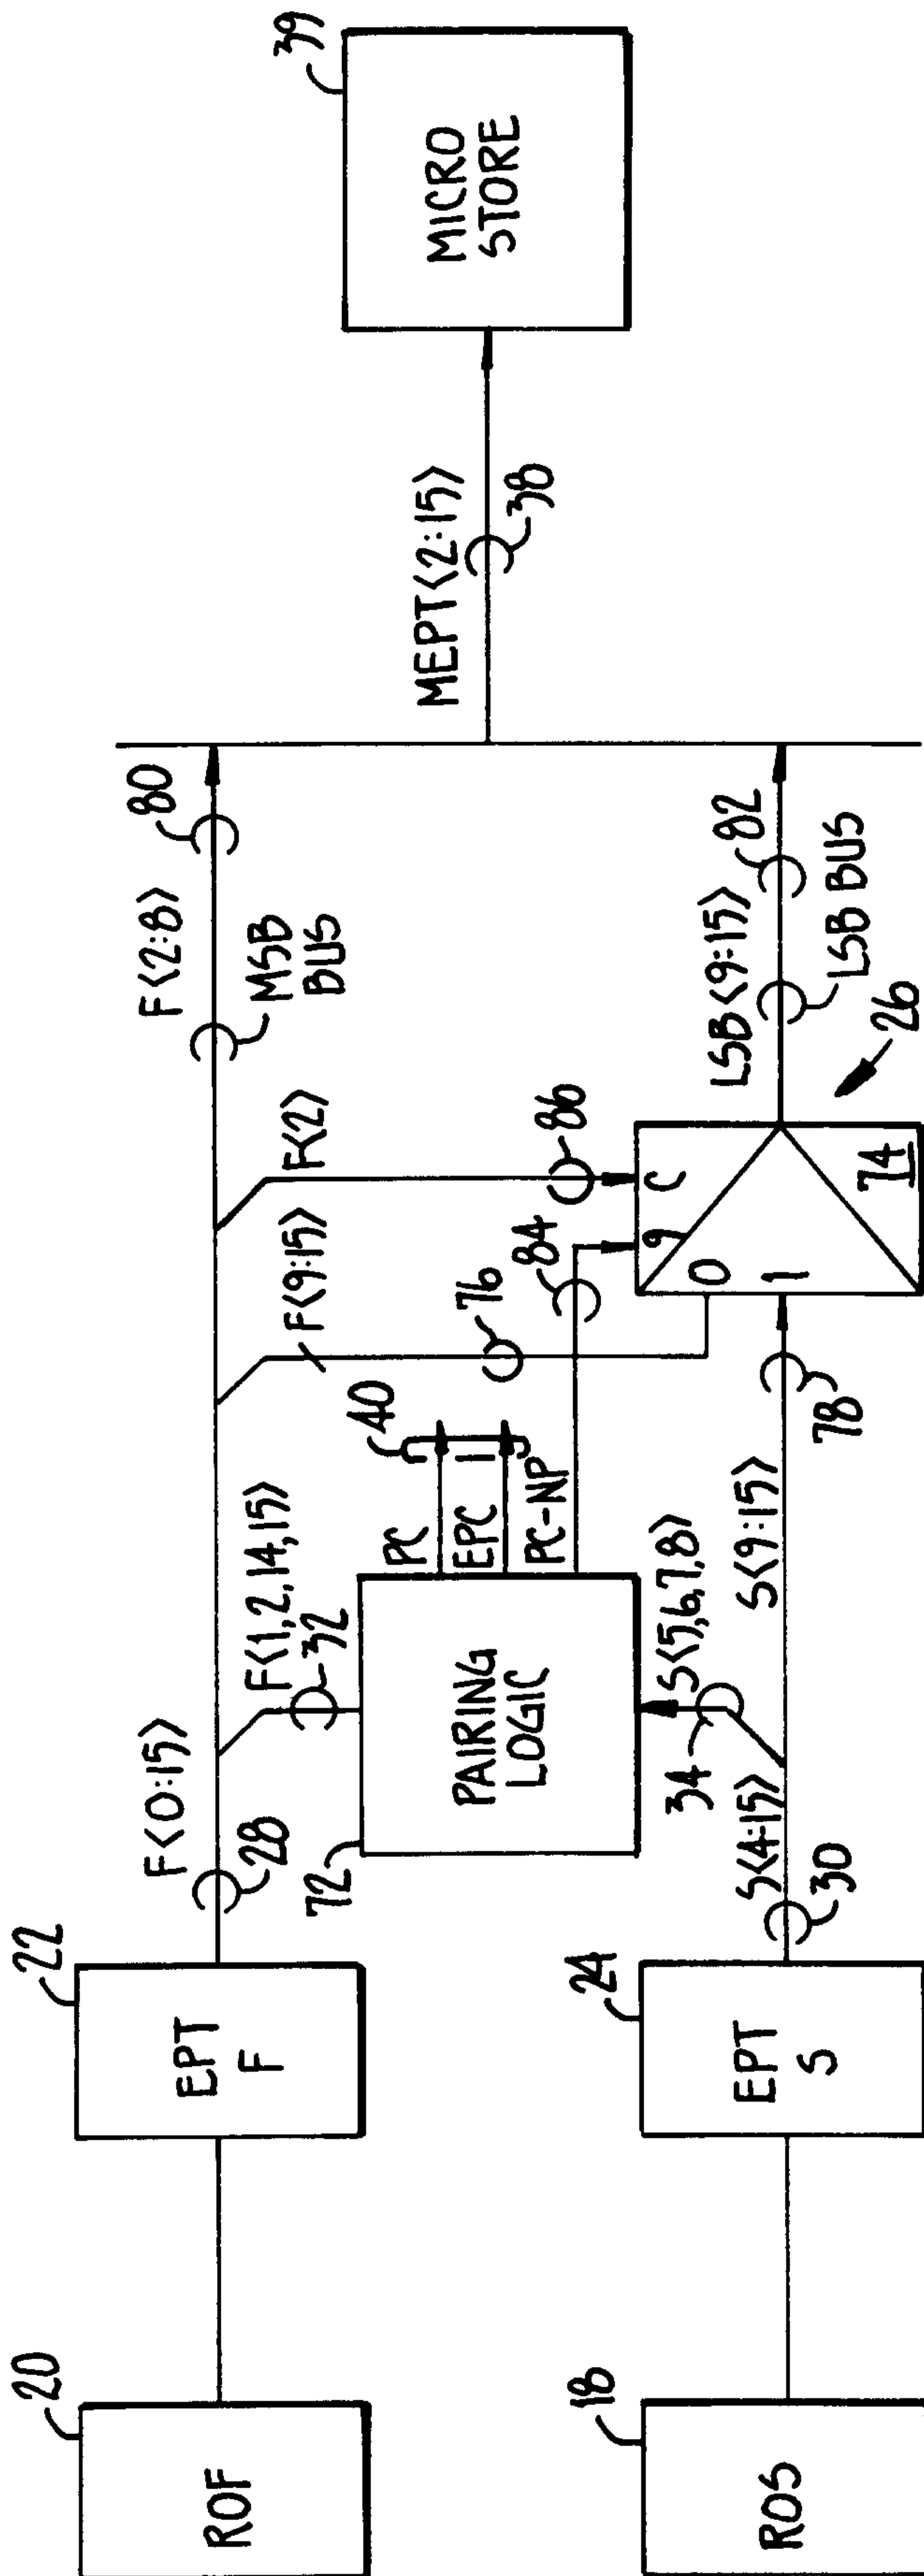 20
ROF
22
EPT
F
F<0:15>
28
F<1,2,14,15>
32
72
PAIRING
LOGIC
PC
EPC
PC-NP
40
F<9:15>
76
F<2>
86
84
F<2:8>
80
MSB
BUS
18
ROS
24
EPT
S
S<4:15>
30
34
S<5,6,7,8>
S<9:15>
78
0
1
C
74
26
LSB<9:15>
82
LSB BUS
MEPT<2:15>
38
39
MICRO
STORE